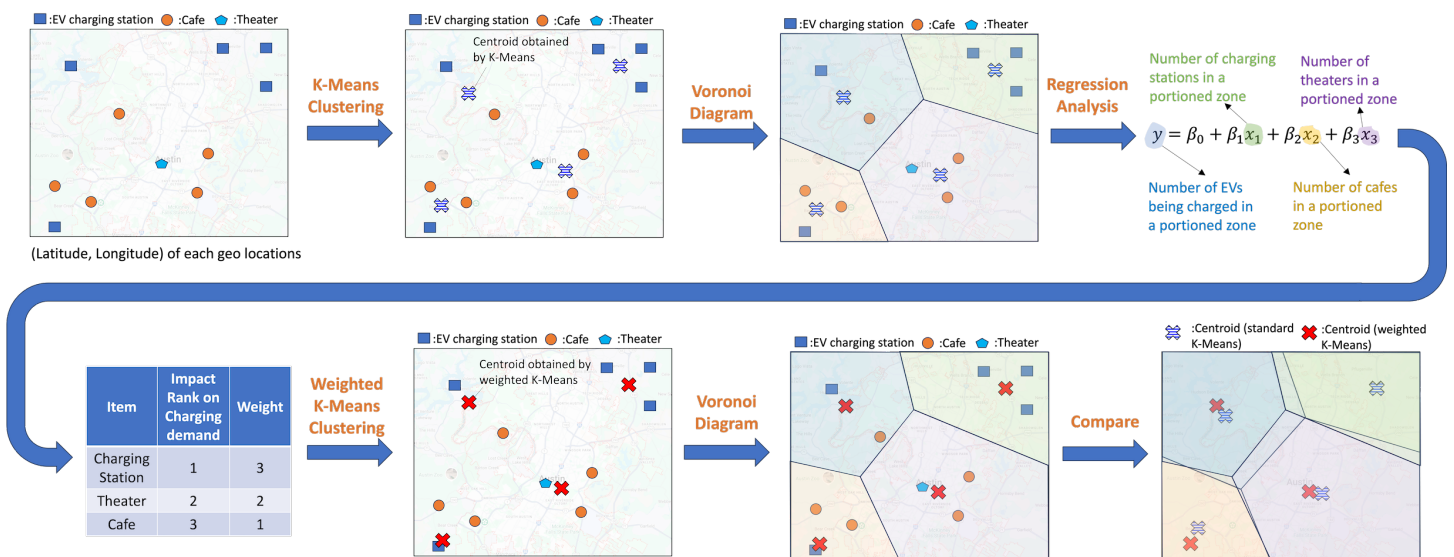 :EV charging station :Cafe :Theater
(Latitude, Longitude) of each geo locations
K-Means
Clustering
:EV charging station :Cafe :Theater
Centroid obtained
by K-Means
Austin
Voronoi
Diagram
:EV charging station :Cafe :Theater
Regression
Analysis
Number of charging
stations in a
portioned zone
Number of
theaters in a
portioned zone
y = β₀ + β₁x₁ + β₂x₂ + β₃x₃
Number of EVs
being charged in
a portioned zone
Number of cafes
in a portioned
zone
Item
Impact
Rank on
Charging
demand
Weight
Charging
Station
1
3
Theater
2
2
Cafe
3
1
Weighted
K-Means
Clustering
:EV charging station :Cafe :Theater
Centroid obtained by
weighted K-Means
Voronoi
Diagram
:EV charging station :Cafe :Theater
Compare
:Centroid (standard
K-Means)
:Centroid (weighted
K-Means)